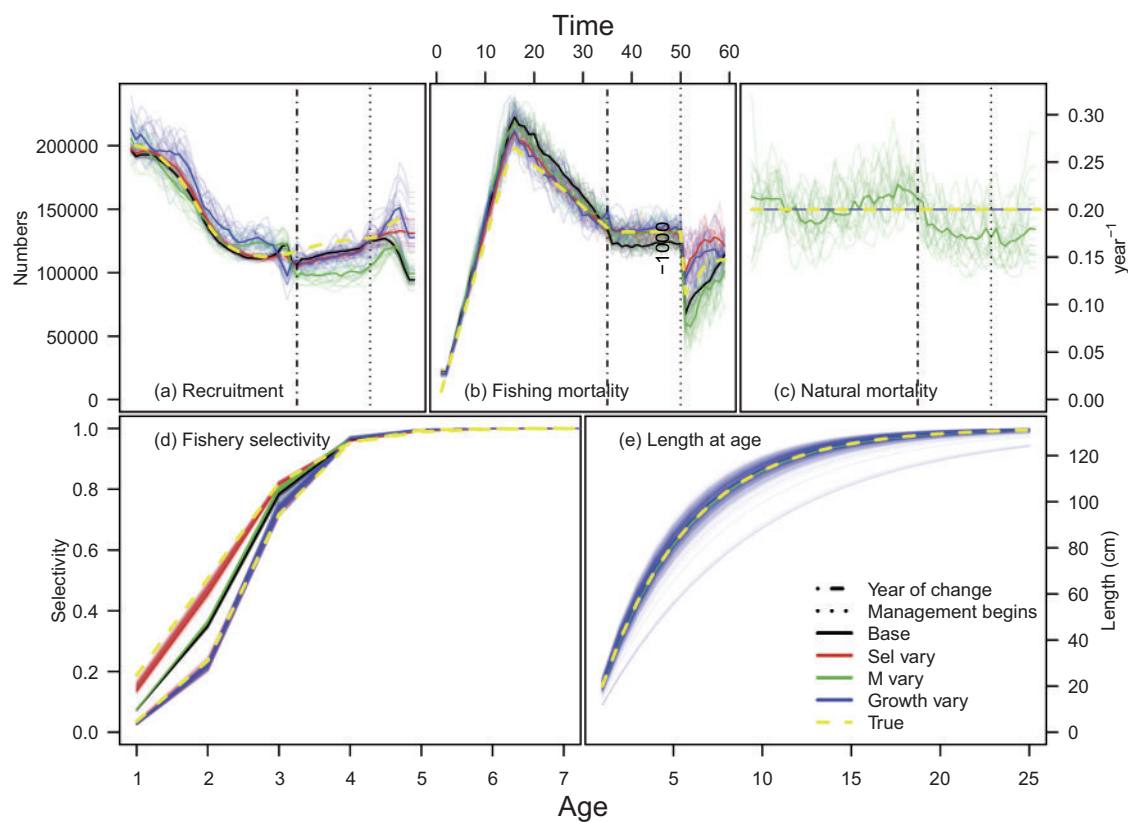 Time
0 10 20 30 40 50 60
Numbers
200000
150000
100000
50000
0
(a) Recruitment
(b) Fishing mortality
−1000
0
(c) Natural mortality
0.30
0.25
0.20
0.15
0.10
0.05
0.00
year−1
Selectivity
1.0
0.8
0.6
0.4
0.2
0.0
(d) Fishery selectivity
(e) Length at age
Year of change
Management begins
Base
Sel vary
M vary
Growth vary
True
120
100
80
60
40
20
0
Length (cm)
1 2 3 4 5 6 7
5 10 15 20 25
Age